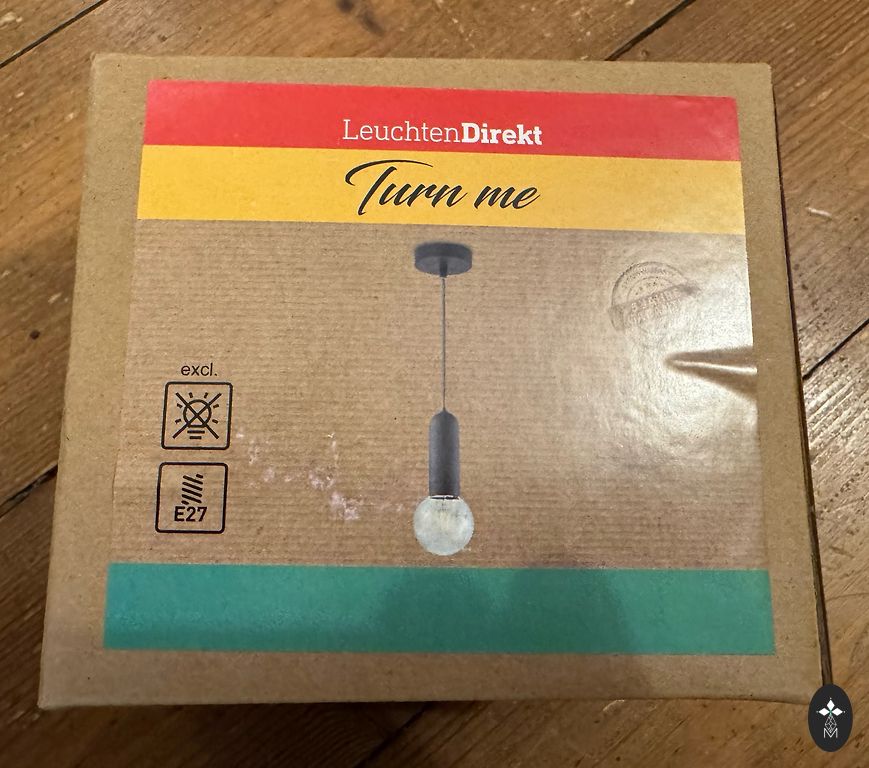 LeuchtenDirekt
Turn me
excl.
E27
M